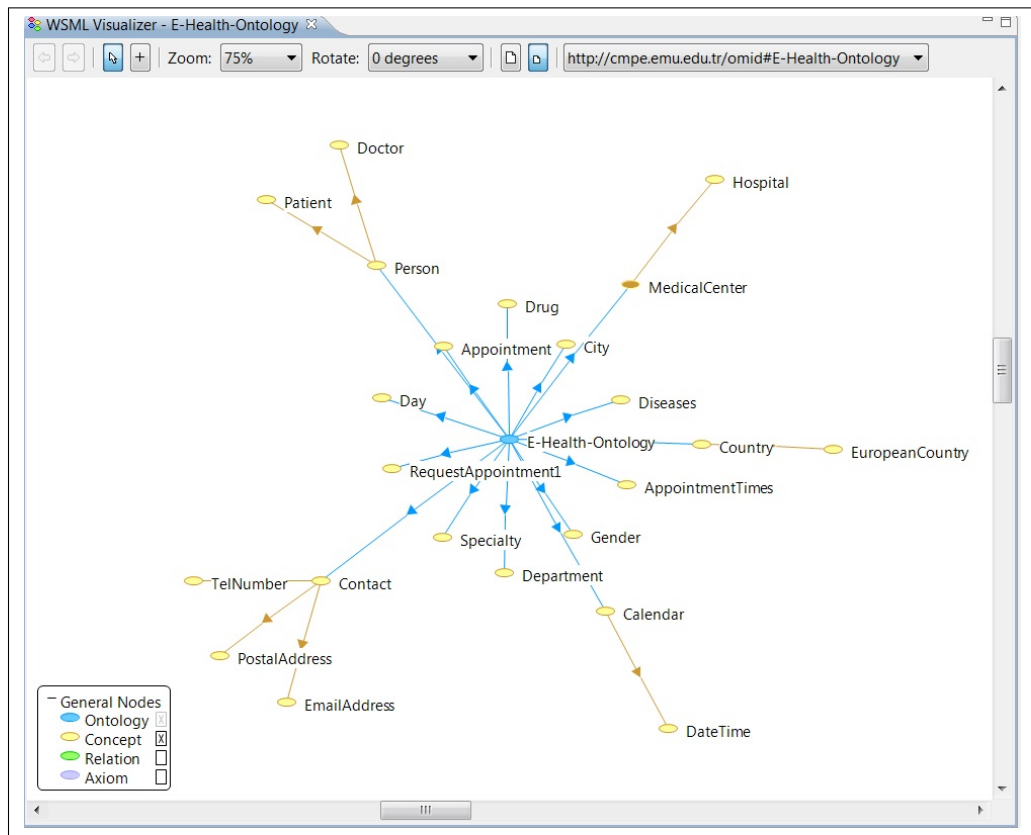 WSML Visualizer - E-Health-Ontology
Zoom: 75% Rotate: 0 degrees http://cmpe.emu.edu.tr/omid#E-Health-Ontology
Doctor
Hospital
Patient
Person
MedicalCenter
Drug
Appointment
City
Day
Diseases
E-Health-Ontology
Country
EuropeanCountry
RequestAppointment1
AppointmentTimes
Specialty
Gender
Department
TelNumber
Contact
Calendar
PostalAddress
EmailAddress
DateTime
General Nodes
Ontology
Concept
Relation
Axiom